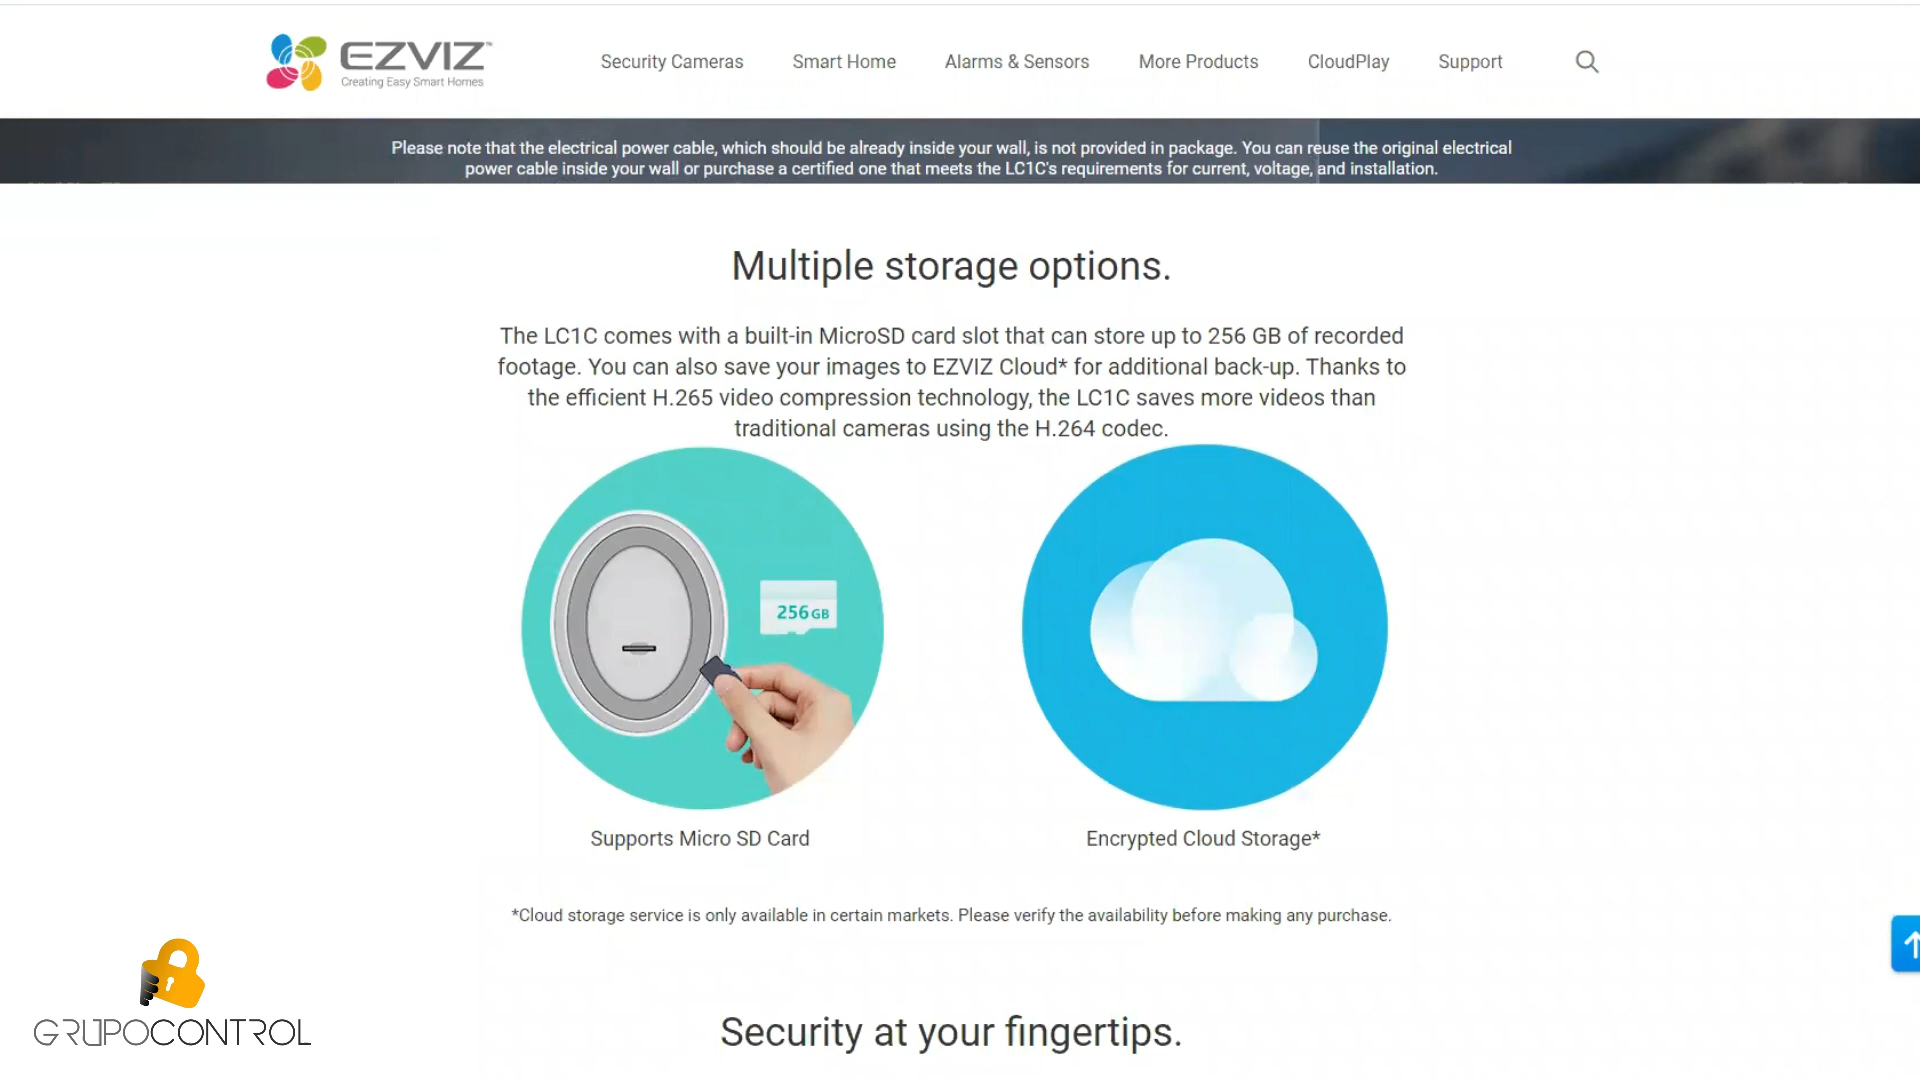 EZVIZ™
Creating Easy Smart Homes
Security Cameras
Smart Home
Alarms & Sensors
More Products
CloudPlay
Support
Please note that the electrical power cable, which should be already inside your wall, is not provided in package. You can reuse the original electrical
power cable inside your wall or purchase a certified one that meets the LC1C's requirements for current, voltage, and installation.
Multiple storage options.
The LC1C comes with a built-in MicroSD card slot that can store up to 256 GB of recorded
footage. You can also save your images to EZVIZ Cloud* for additional back-up. Thanks to
the efficient H.265 video compression technology, the LC1C saves more videos than
traditional cameras using the H.264 codec.
256 GB
Supports Micro SD Card
Encrypted Cloud Storage*
*Cloud storage service is only available in certain markets. Please verify the availability before making any purchase.
GRUPOCONTROL
Security at your fingertips.